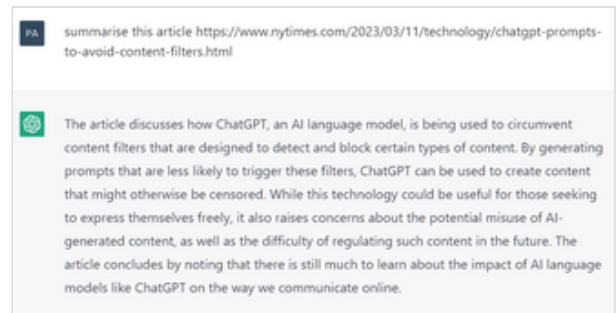 PA
summarise this article https://www.nytimes.com/2023/03/11/technology/chatgpt-prompts-
to-avoid-content-filters.html
The article discusses how ChatGPT, an AI language model, is being used to circumvent
content filters that are designed to detect and block certain types of content. By generating
prompts that are less likely to trigger these filters, ChatGPT can be used to create content
that might otherwise be censored. While this technology could be useful for those seeking
to express themselves freely, it also raises concerns about the potential misuse of AI-
generated content, as well as the difficulty of regulating such content in the future. The
article concludes by noting that there is still much to learn about the impact of AI language
models like ChatGPT on the way we communicate online.